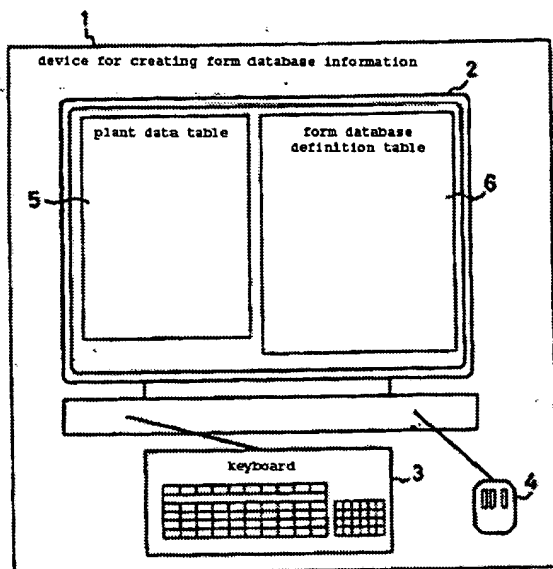 1
device for creating form database information
2
plant data table
form database
definition table
5
6
keyboard
3
4